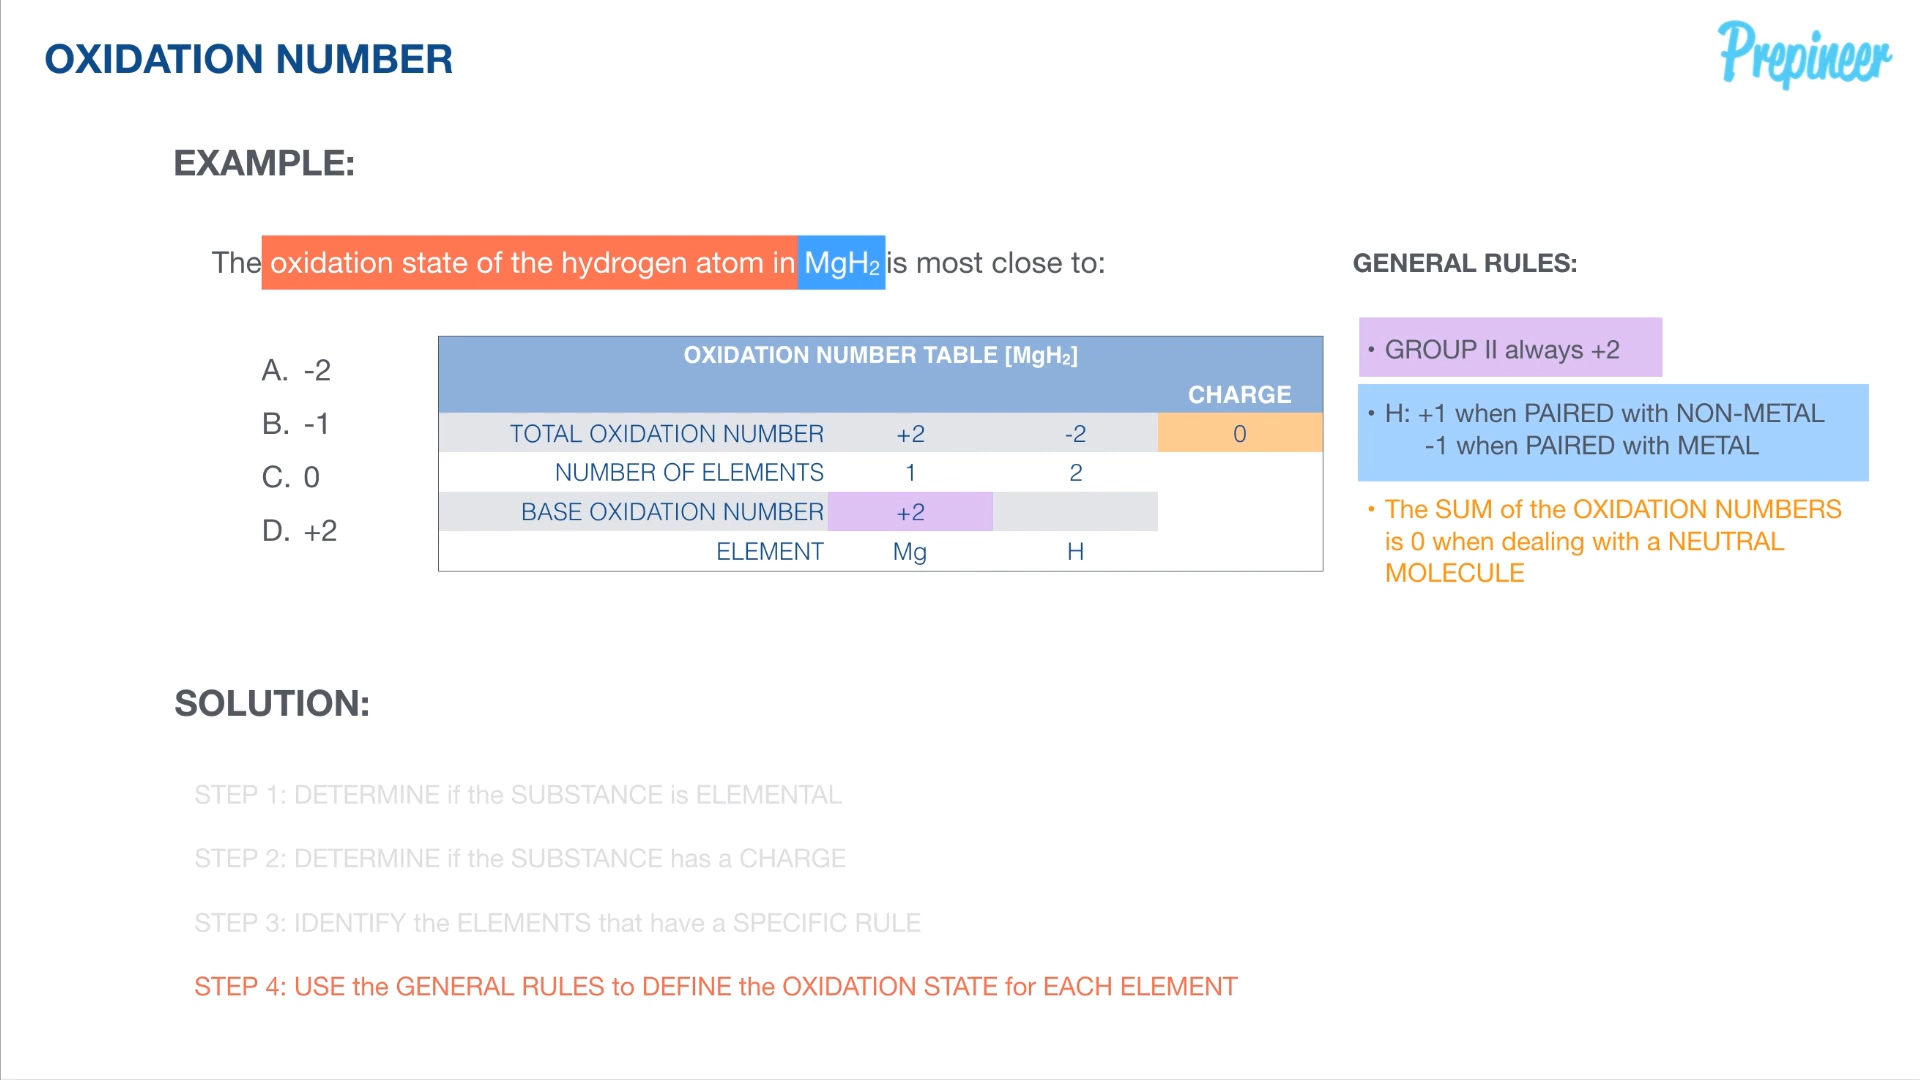 OXIDATION NUMBER
Prepineer
EXAMPLE:
The oxidation state of the hydrogen atom in MgH₂ is most close to:
A. -2
B. -1
C. 0
D. +2
OXIDATION NUMBER TABLE [MgH₂]
CHARGE
TOTAL OXIDATION NUMBER +2 -2 0
NUMBER OF ELEMENTS 1 2
BASE OXIDATION NUMBER +2
ELEMENT Mg H
GENERAL RULES:
• GROUP II always +2
• H: +1 when PAIRED with NON-METAL
-1 when PAIRED with METAL
• The SUM of the OXIDATION NUMBERS
is 0 when dealing with a NEUTRAL
MOLECULE
SOLUTION:
STEP 1: DETERMINE if the SUBSTANCE is ELEMENTAL
STEP 2: DETERMINE if the SUBSTANCE has a CHARGE
STEP 3: IDENTIFY the ELEMENTS that have a SPECIFIC RULE
STEP 4: USE the GENERAL RULES to DEFINE the OXIDATION STATE for EACH ELEMENT